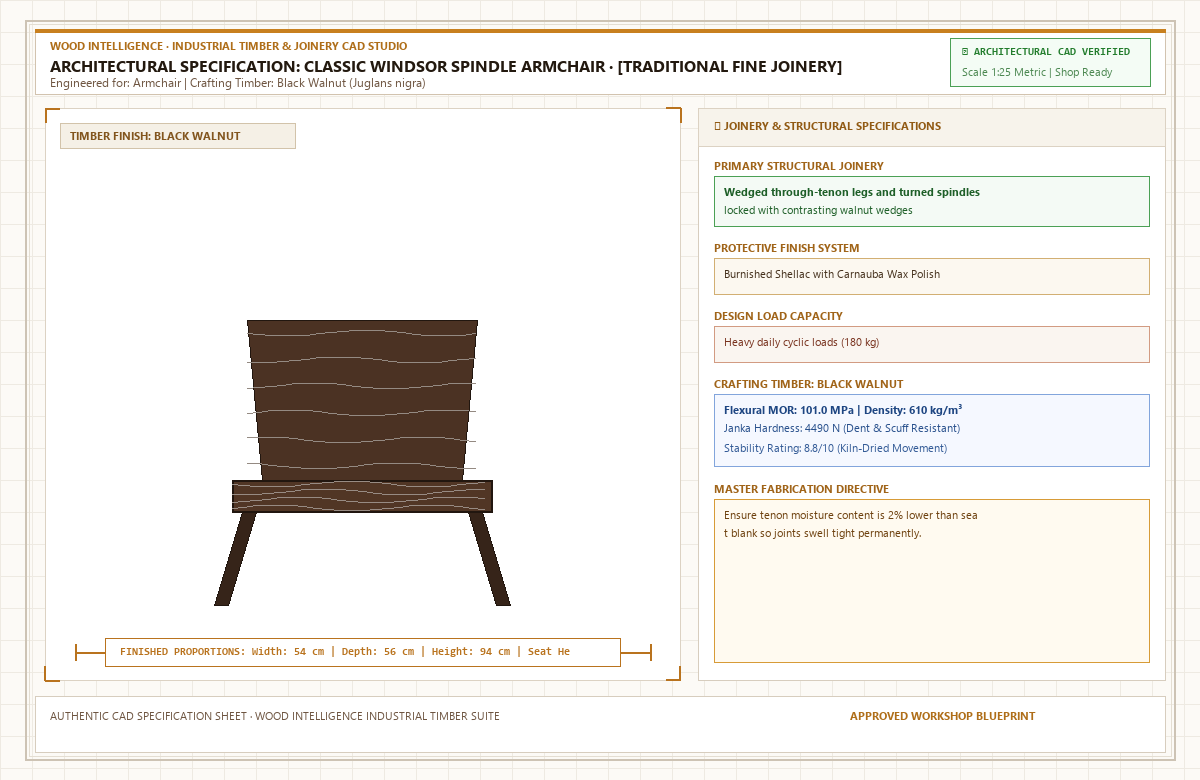 WOOD INTELLIGENCE · INDUSTRIAL TIMBER & JOINERY CAD STUDIO
ARCHITECTURAL SPECIFICATION: CLASSIC WINDSOR SPINDLE ARMCHAIR · [TRADITIONAL FINE JOINERY]
Engineered for: Armchair | Crafting Timber: Black Walnut (Juglans nigra)
ARCHITECTURAL CAD VERIFIED
Scale 1:25 Metric | Shop Ready
TIMBER FINISH: BLACK WALNUT
FINISHED PROPORTIONS: Width: 54 cm | Depth: 56 cm | Height: 94 cm | Seat He
JOINERY & STRUCTURAL SPECIFICATIONS
PRIMARY STRUCTURAL JOINERY
Wedged through-tenon legs and turned spindles
locked with contrasting walnut wedges
PROTECTIVE FINISH SYSTEM
Burnished Shellac with Carnauba Wax Polish
DESIGN LOAD CAPACITY
Heavy daily cyclic loads (180 kg)
CRAFTING TIMBER: BLACK WALNUT
Flexural MOR: 101.0 MPa | Density: 610 kg/m³
Janka Hardness: 4490 N (Dent & Scuff Resistant)
Stability Rating: 8.8/10 (Kiln-Dried Movement)
MASTER FABRICATION DIRECTIVE
Ensure tenon moisture content is 2% lower than sea
t blank so joints swell tight permanently.
AUTHENTIC CAD SPECIFICATION SHEET · WOOD INTELLIGENCE INDUSTRIAL TIMBER SUITE
APPROVED WORKSHOP BLUEPRINT